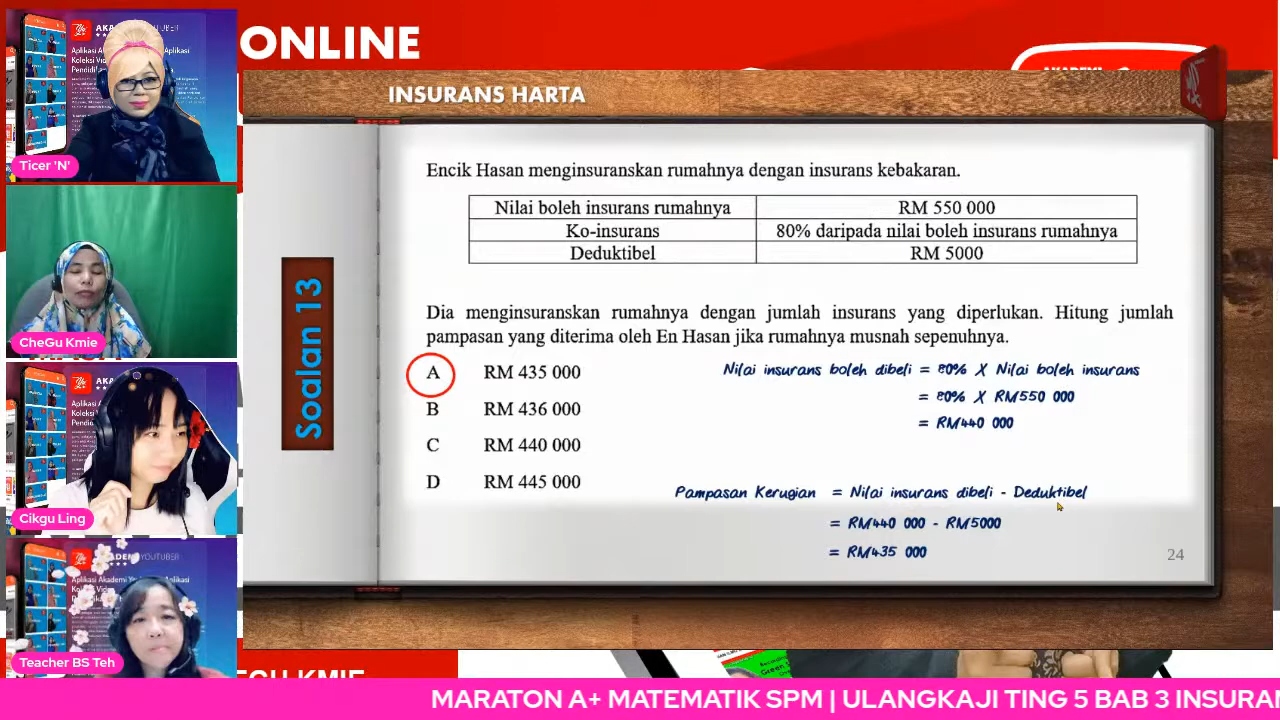 ONLINE
INSURANS HARTA
Ticer 'N'
CheGu Kmie
Cikgu Ling
Teacher BS Teh
Soalan 13
Encik Hasan menginsuranskan rumahnya dengan insurans kebakaran.
Nilai boleh insurans rumahnya RM 550 000
Ko-insurans 80% daripada nilai boleh insurans rumahnya
Deduktibel RM 5000
Dia menginsuranskan rumahnya dengan jumlah insurans yang diperlukan. Hitung jumlah
pampasan yang diterima oleh En Hasan jika rumahnya musnah sepenuhnya.
A RM 435 000
B RM 436 000
C RM 440 000
D RM 445 000
Nilai insurans boleh dibeli = 80% X Nilai boleh insurans
= 80% X RM550 000
= RM440 000
Pampasan Kerugian = Nilai insurans dibeli - Deduktibel
= RM440 000 - RM5000
= RM435 000
24
MARATON A+ MATEMATIK SPM | ULANGKAJI TING 5 BAB 3 INSURAN